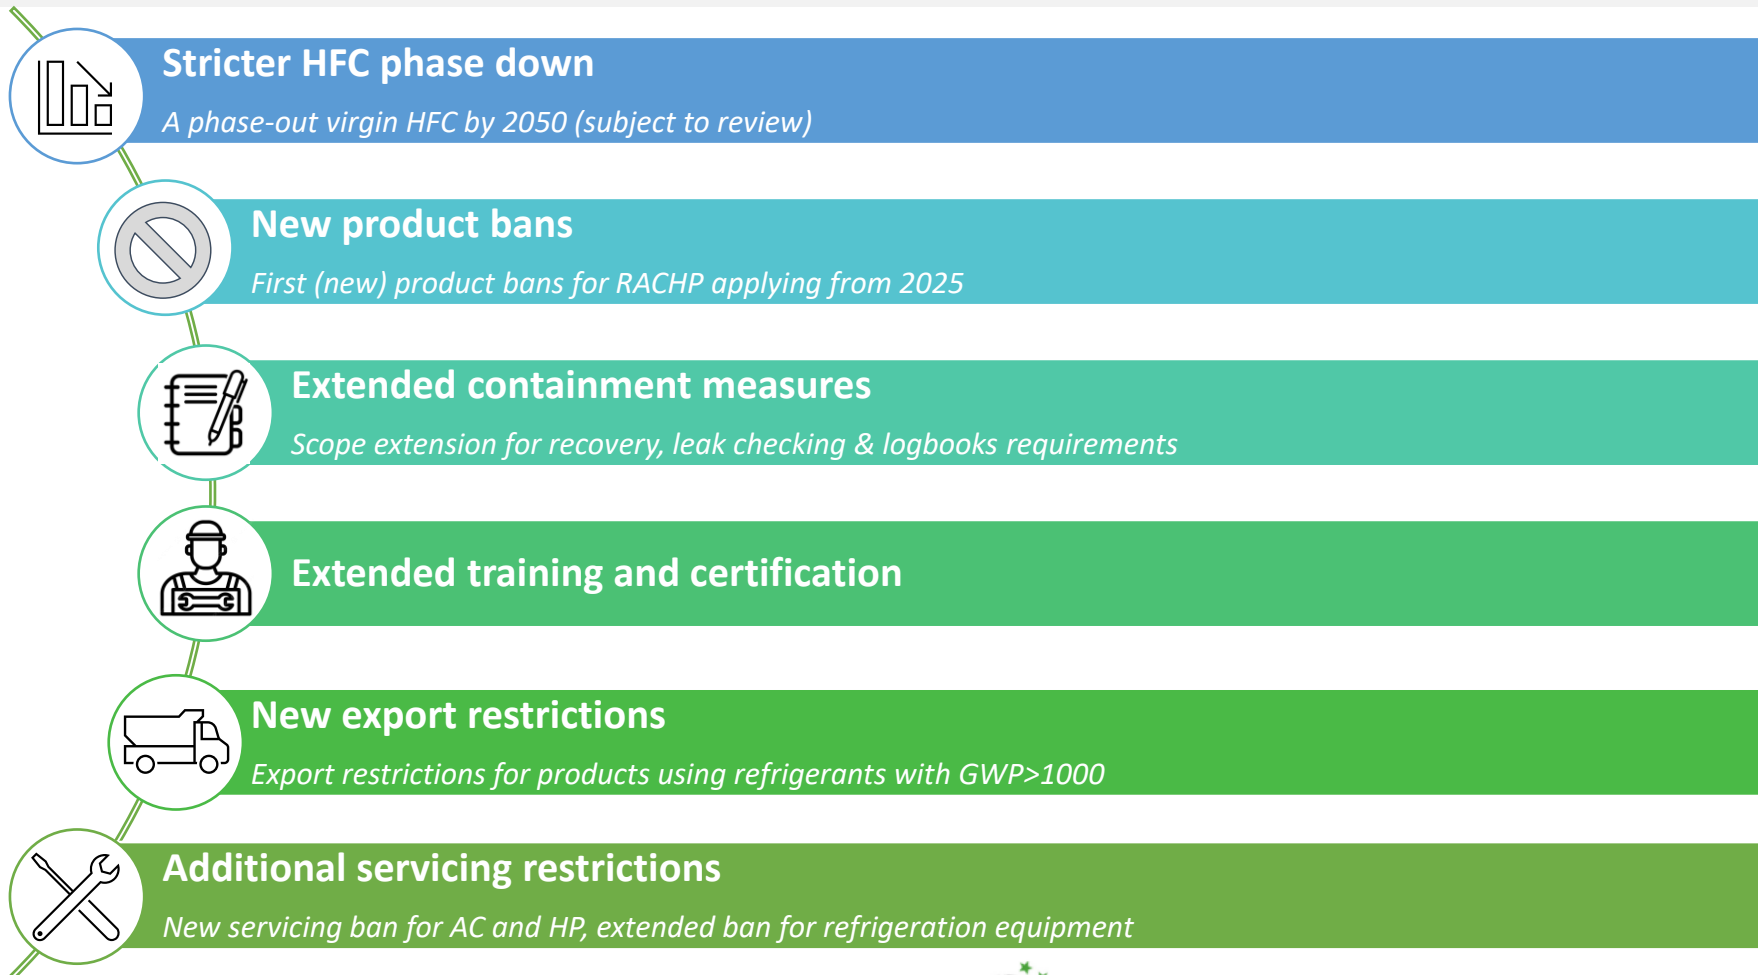 Stricter HFC phase down
A phase-out virgin HFC by 2050 (subject to review)
New product bans
First (new) product bans for RACHP applying from 2025
Extended containment measures
Scope extension for recovery, leak checking & logbooks requirements
Extended training and certification
New export restrictions
Export restrictions for products using refrigerants with GWP>1000
Additional servicing restrictions
New servicing ban for AC and HP, extended ban for refrigeration equipment